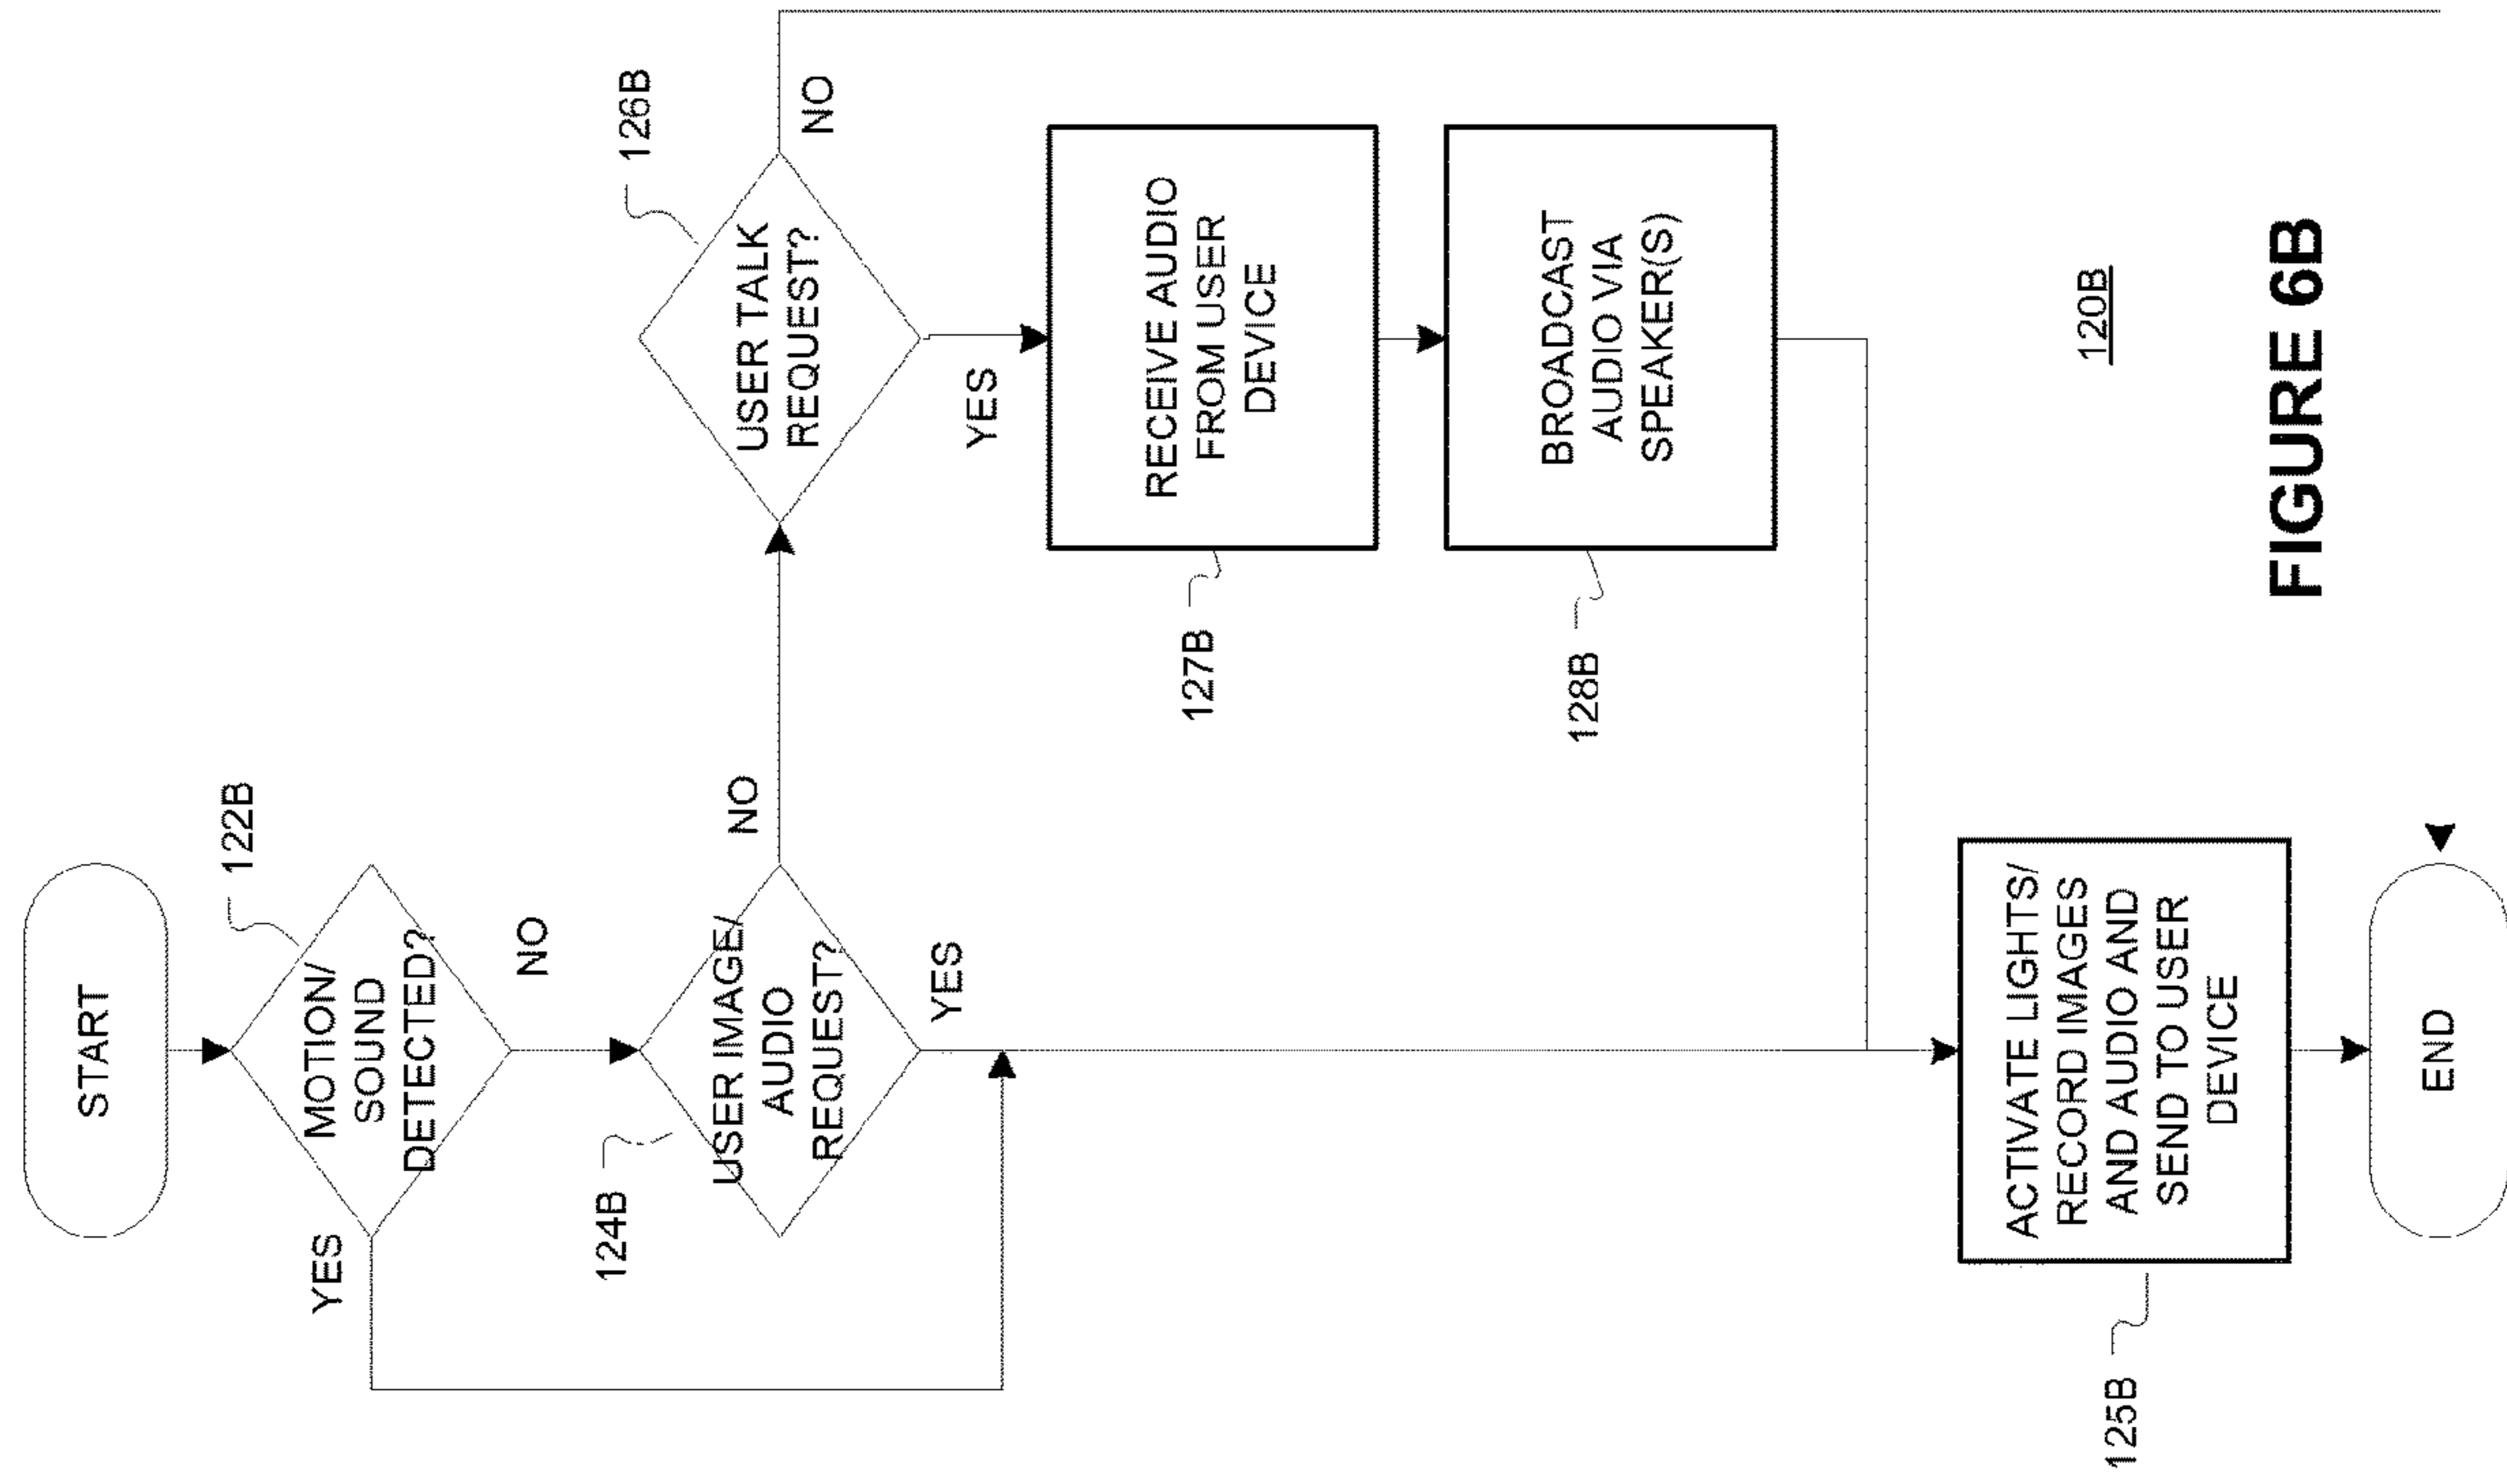 START
122B
MOTION/
SOUND
DETECTED?
YES
NO
124B
USER IMAGE/
AUDIO
REQUEST?
NO
YES
126B
USER TALK
REQUEST?
NO
YES
127B
RECEIVE AUDIO
FROM USER
DEVICE
128B
BROADCAST
AUDIO VIA
SPEAKER(S)
125B
ACTIVATE LIGHTS/
RECORD IMAGES
AND AUDIO AND
SEND TO USER
DEVICE
END
120B
FIGURE 6B